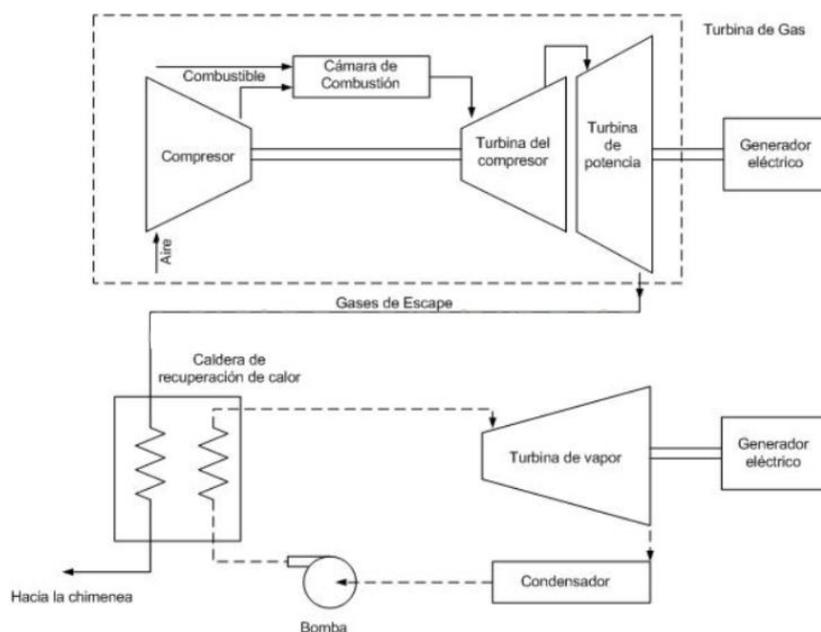 Turbina de Gas
Combustible
Cámara de
Combustión
Compresor
Turbina del
compresor
Turbina
de
potencia
Generador
eléctrico
Aire
Gases de Escape
Caldera de
recuperación de calor
Turbina de vapor
Generador
eléctrico
Condensador
Hacia la chimenea
Bomba